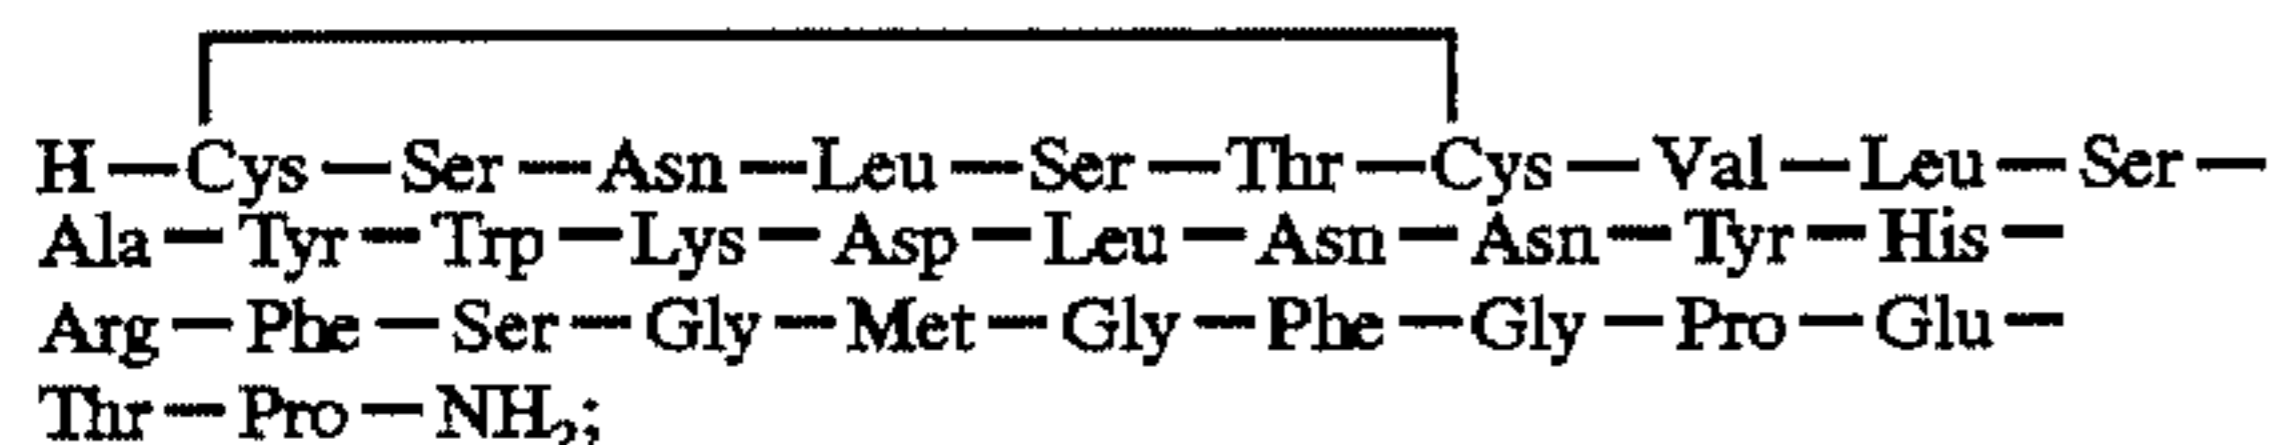 H—Cys—Ser—Asn—Leu—Ser—Thr—Cys—Val—Leu—Ser—
Ala—Tyr—Trp—Lys—Asp—Leu—Asn—Asn—Tyr—His—
Arg—Phe—Ser—Gly—Met—Gly—Phe—Gly—Pro—Glu—
Thr—Pro—NH₂;